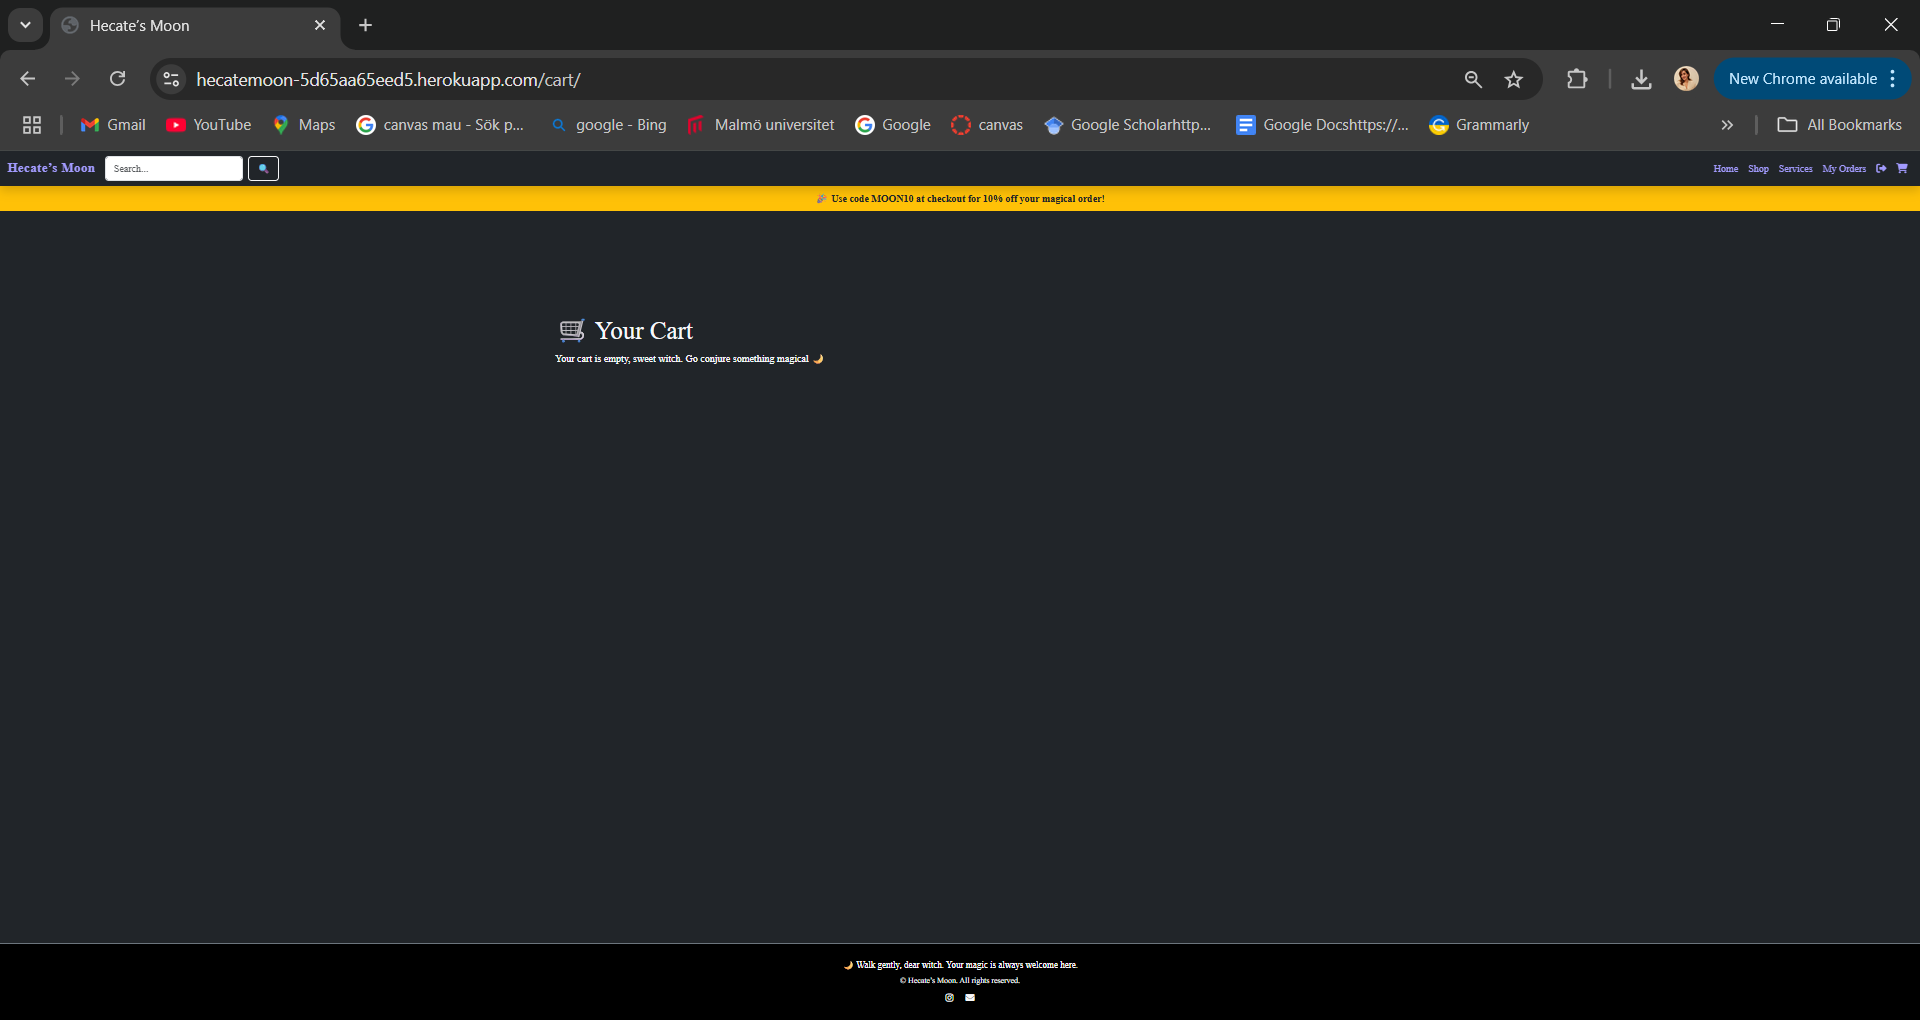 Hecate's Moon
hecatemoon-5d65aa65eed5.herokuapp.com/cart/
New Chrome available
Gmail YouTube Maps canvas mau - Sök p... google - Bing Malmö universitet Google canvas Google Scholarhttp... Google Docshttps://... Grammarly » All Bookmarks
Hecate's Moon Search... Home Shop Services My Orders
🎉 Use code MOON10 at checkout for 10% off your magical order!
🛒 Your Cart
Your cart is empty, sweet witch. Go conjure something magical 🌙
🌙 Walk gently, dear witch. Your magic is always welcome here.
© Hecate's Moon. All rights reserved.